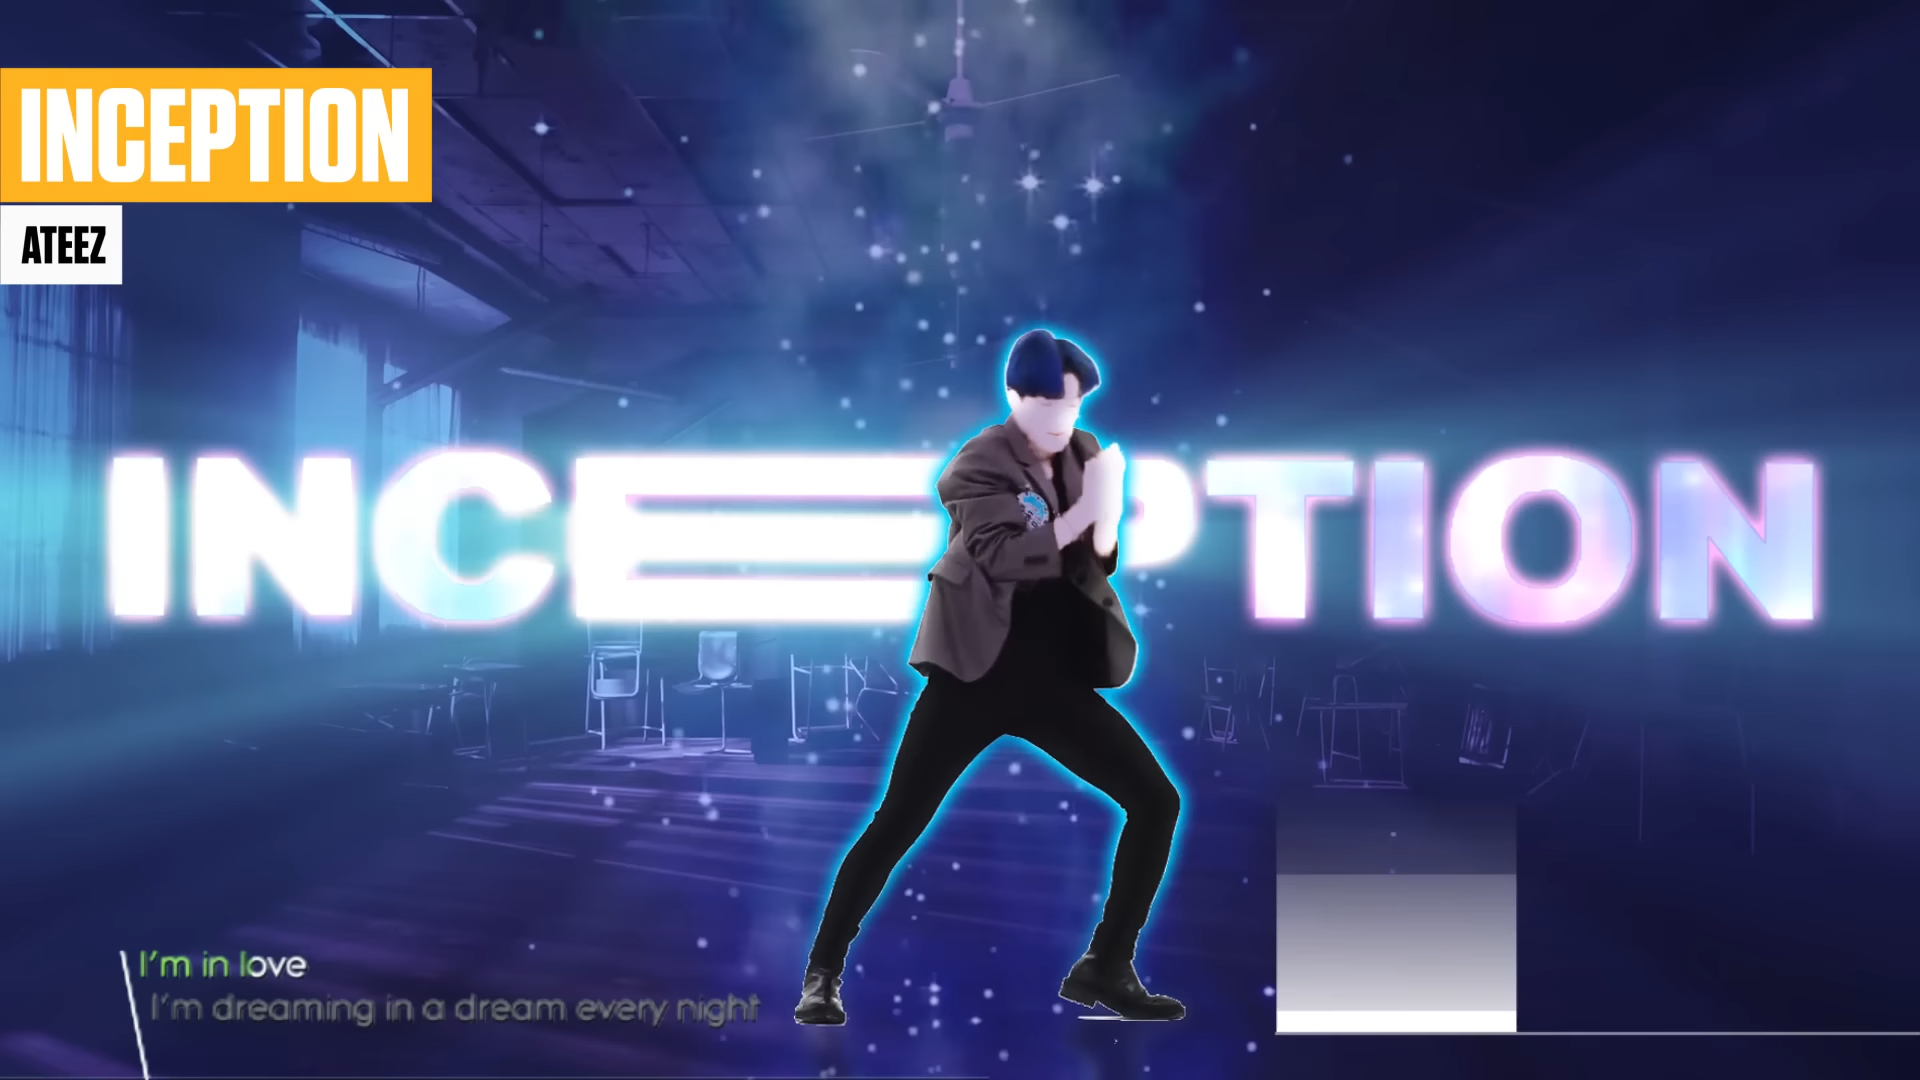 INCEPTION
ATEEZ
INCEPTION
I'm in love
I'm dreaming in a dream every night